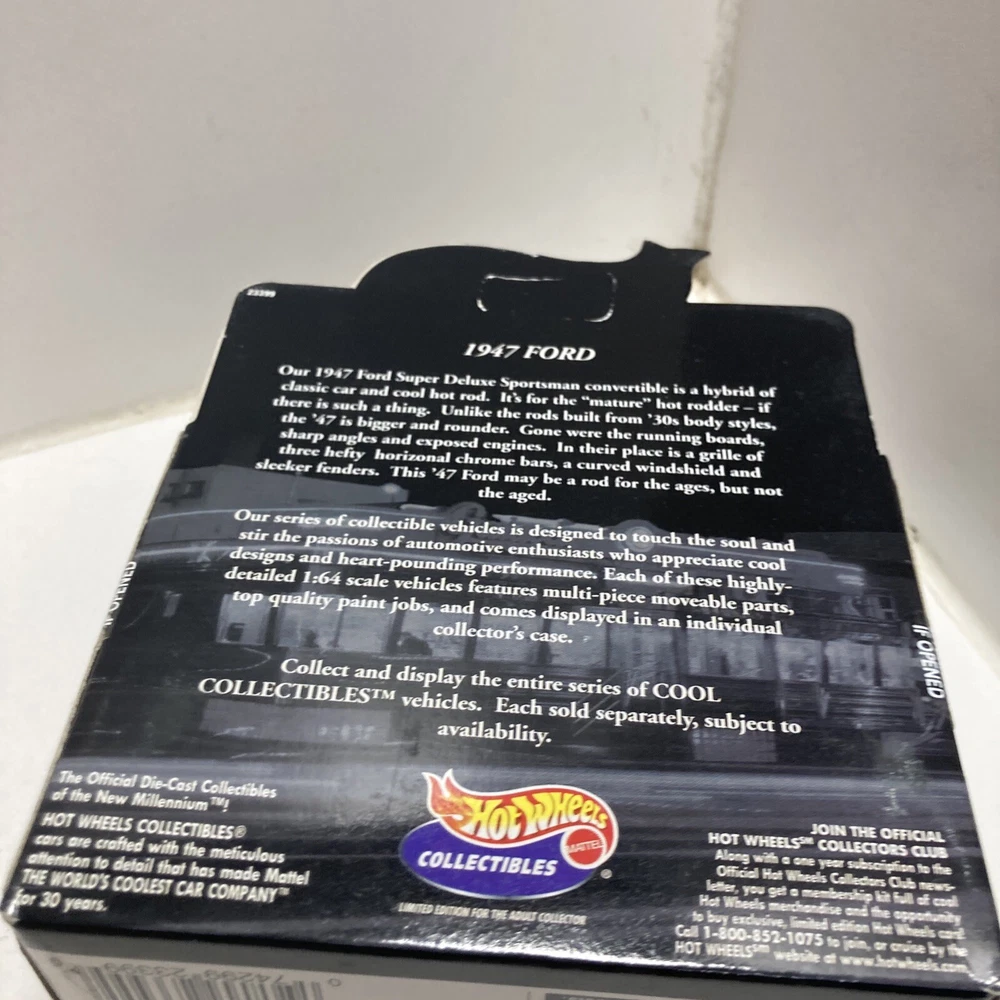 23399
1947 FORD
Our 1947 Ford Super Deluxe Sportsman convertible is a hybrid of
classic car and cool hot rod. It's for the "mature" hot rodder – if
there is such a thing. Unlike the rods built from '30s body styles,
the '47 is bigger and rounder. Gone were the running boards,
sharp angles and exposed engines. In their place is a grille of
three hefty horizonal chrome bars, a curved windshield and
sleeker fenders. This '47 Ford may be a rod for the ages, but not
the aged.
Our series of collectible vehicles is designed to touch the soul and
stir the passions of automotive enthusiasts who appreciate cool
designs and heart-pounding performance. Each of these highly-
detailed 1:64 scale vehicles features multi-piece moveable parts,
top quality paint jobs, and comes displayed in an individual
collector's case.
Collect and display the entire series of COOL
COLLECTIBLES™ vehicles. Each sold separately, subject to
availability.
IF OPENED
IF OPENED
The Official Die-Cast Collectibles
of the New Millennium™!
HOT WHEELS COLLECTIBLES®
cars are crafted with the meticulous
attention to detail that has made Mattel
THE WORLD'S COOLEST CAR COMPANY™
for 30 years.
HOT WHEELS
MATTEL
COLLECTIBLES ®
LIMITED EDITION FOR THE ADULT COLLECTOR
JOIN THE OFFICIAL
HOT WHEELS℠ COLLECTORS CLUB
Along with a one year subscription to the
Official Hot Wheels Collectors Club news-
letter, you get a membership kit full of cool
Hot Wheels merchandise and the opportunity
to buy exclusive, limited edition Hot Wheels cars!
Call 1-800-852-1075 to join, or cruise by the
HOT WHEELS℠ website at www.hotwheels.com